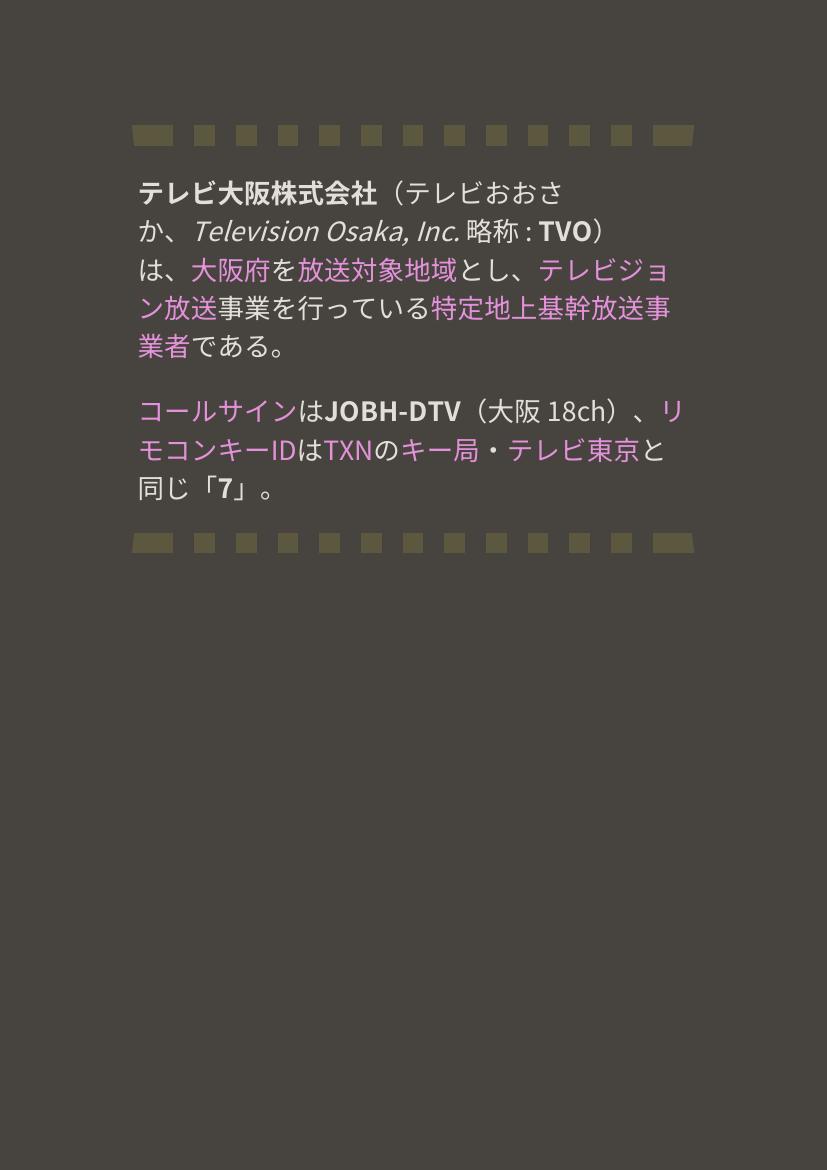 テレビ大阪株式会社（テレビおおさ
か、Television Osaka, Inc. 略称 : TVO）
は、大阪府を放送対象地域とし、テレビジョ
ン放送事業を行っている特定地上基幹放送事
業者である。
コールサインはJOBH-DTV（大阪 18ch）、リ
モコンキーIDはTXNのキー局・テレビ東京と
同じ「7」。